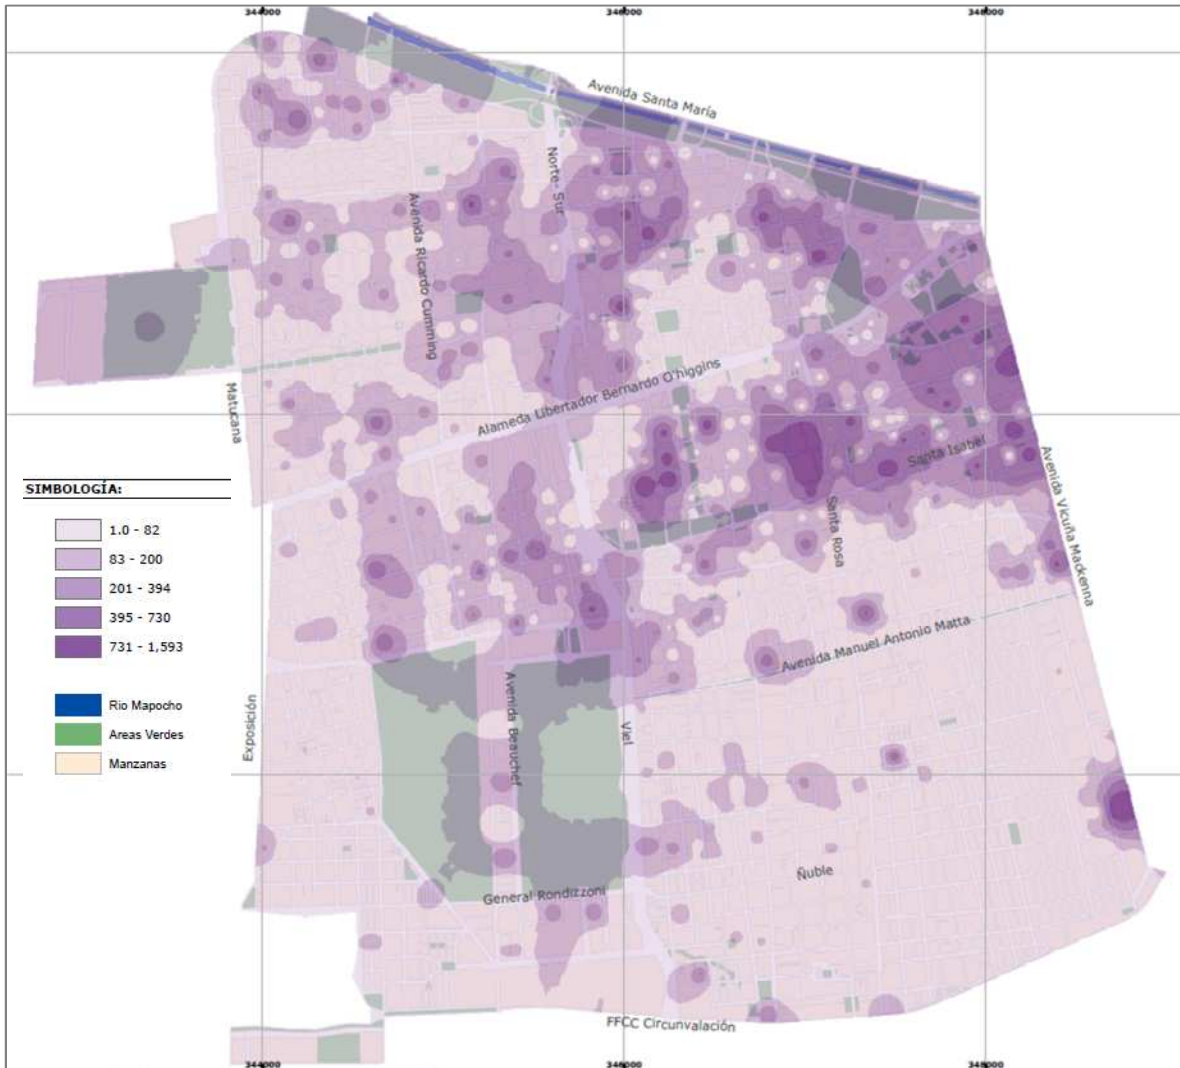 344000 346000 348000
Avenida Santa María
Norte- Sur
Avenida Ricardo Cumming
Alameda Libertador Bernardo O'higgins
Matucana
Santa Isabel
Avenida Vicuña Mackenna
Santa Rosa
SIMBOLOGÍA:
1.0 - 82
83 - 200
201 - 394
395 - 730
731 - 1,593
Rio Mapocho
Areas Verdes
Manzanas
Avenida Manuel Antonio Matta
Exposición
Avenida Beauchef
Viel
Ñuble
General Rondizzoni
FFCC Circunvalación
344000 346000 348000